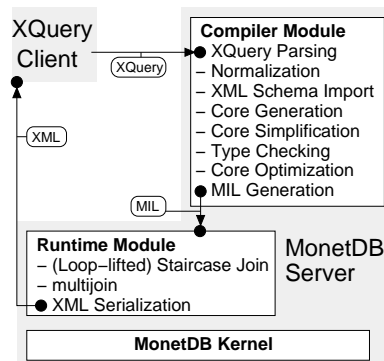 XQuery
Client
XQuery
XML
Compiler Module
XQuery Parsing
– Normalization
– XML Schema Import
– Core Generation
– Core Simplification
– Type Checking
– Core Optimization
MIL Generation
MIL
Runtime Module
– (Loop–lifted) Staircase Join
– multijoin
XML Serialization
MonetDB
Server
MonetDB Kernel